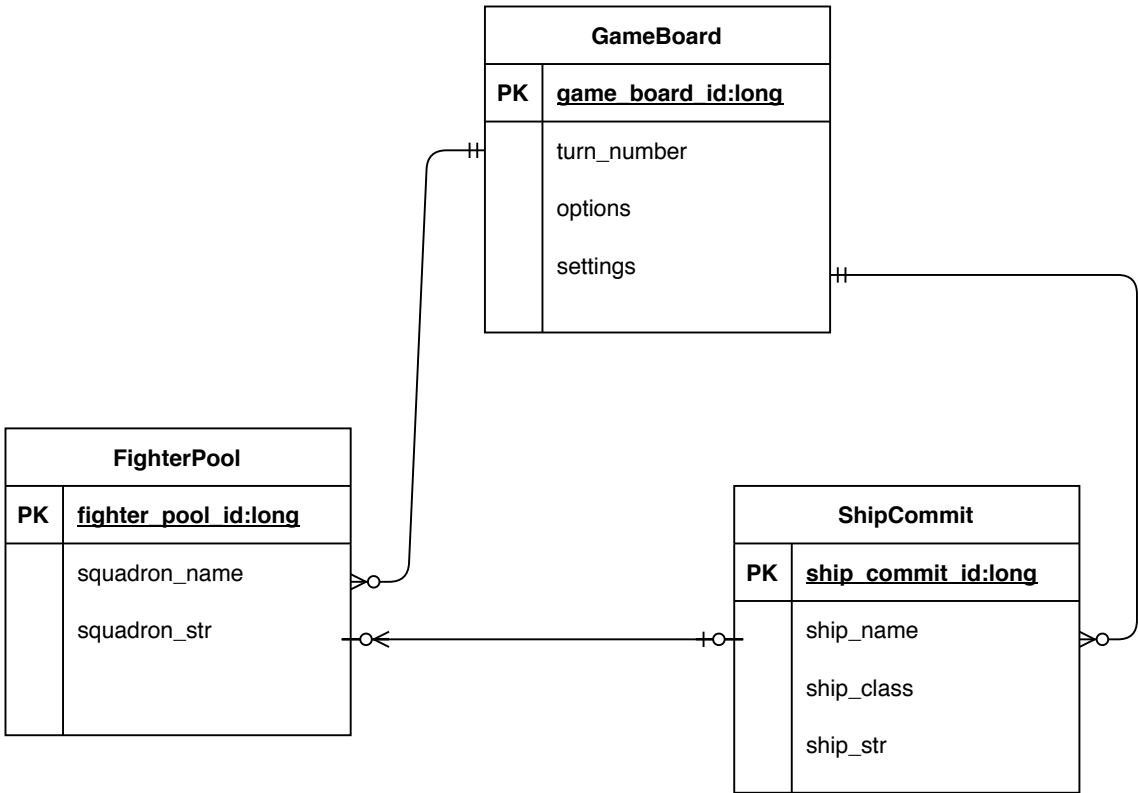 GameBoard
PK game_board_id:long
turn_number
options
settings
FighterPool
PK fighter_pool_id:long
squadron_name
squadron_str
ShipCommit
PK ship_commit_id:long
ship_name
ship_class
ship_str